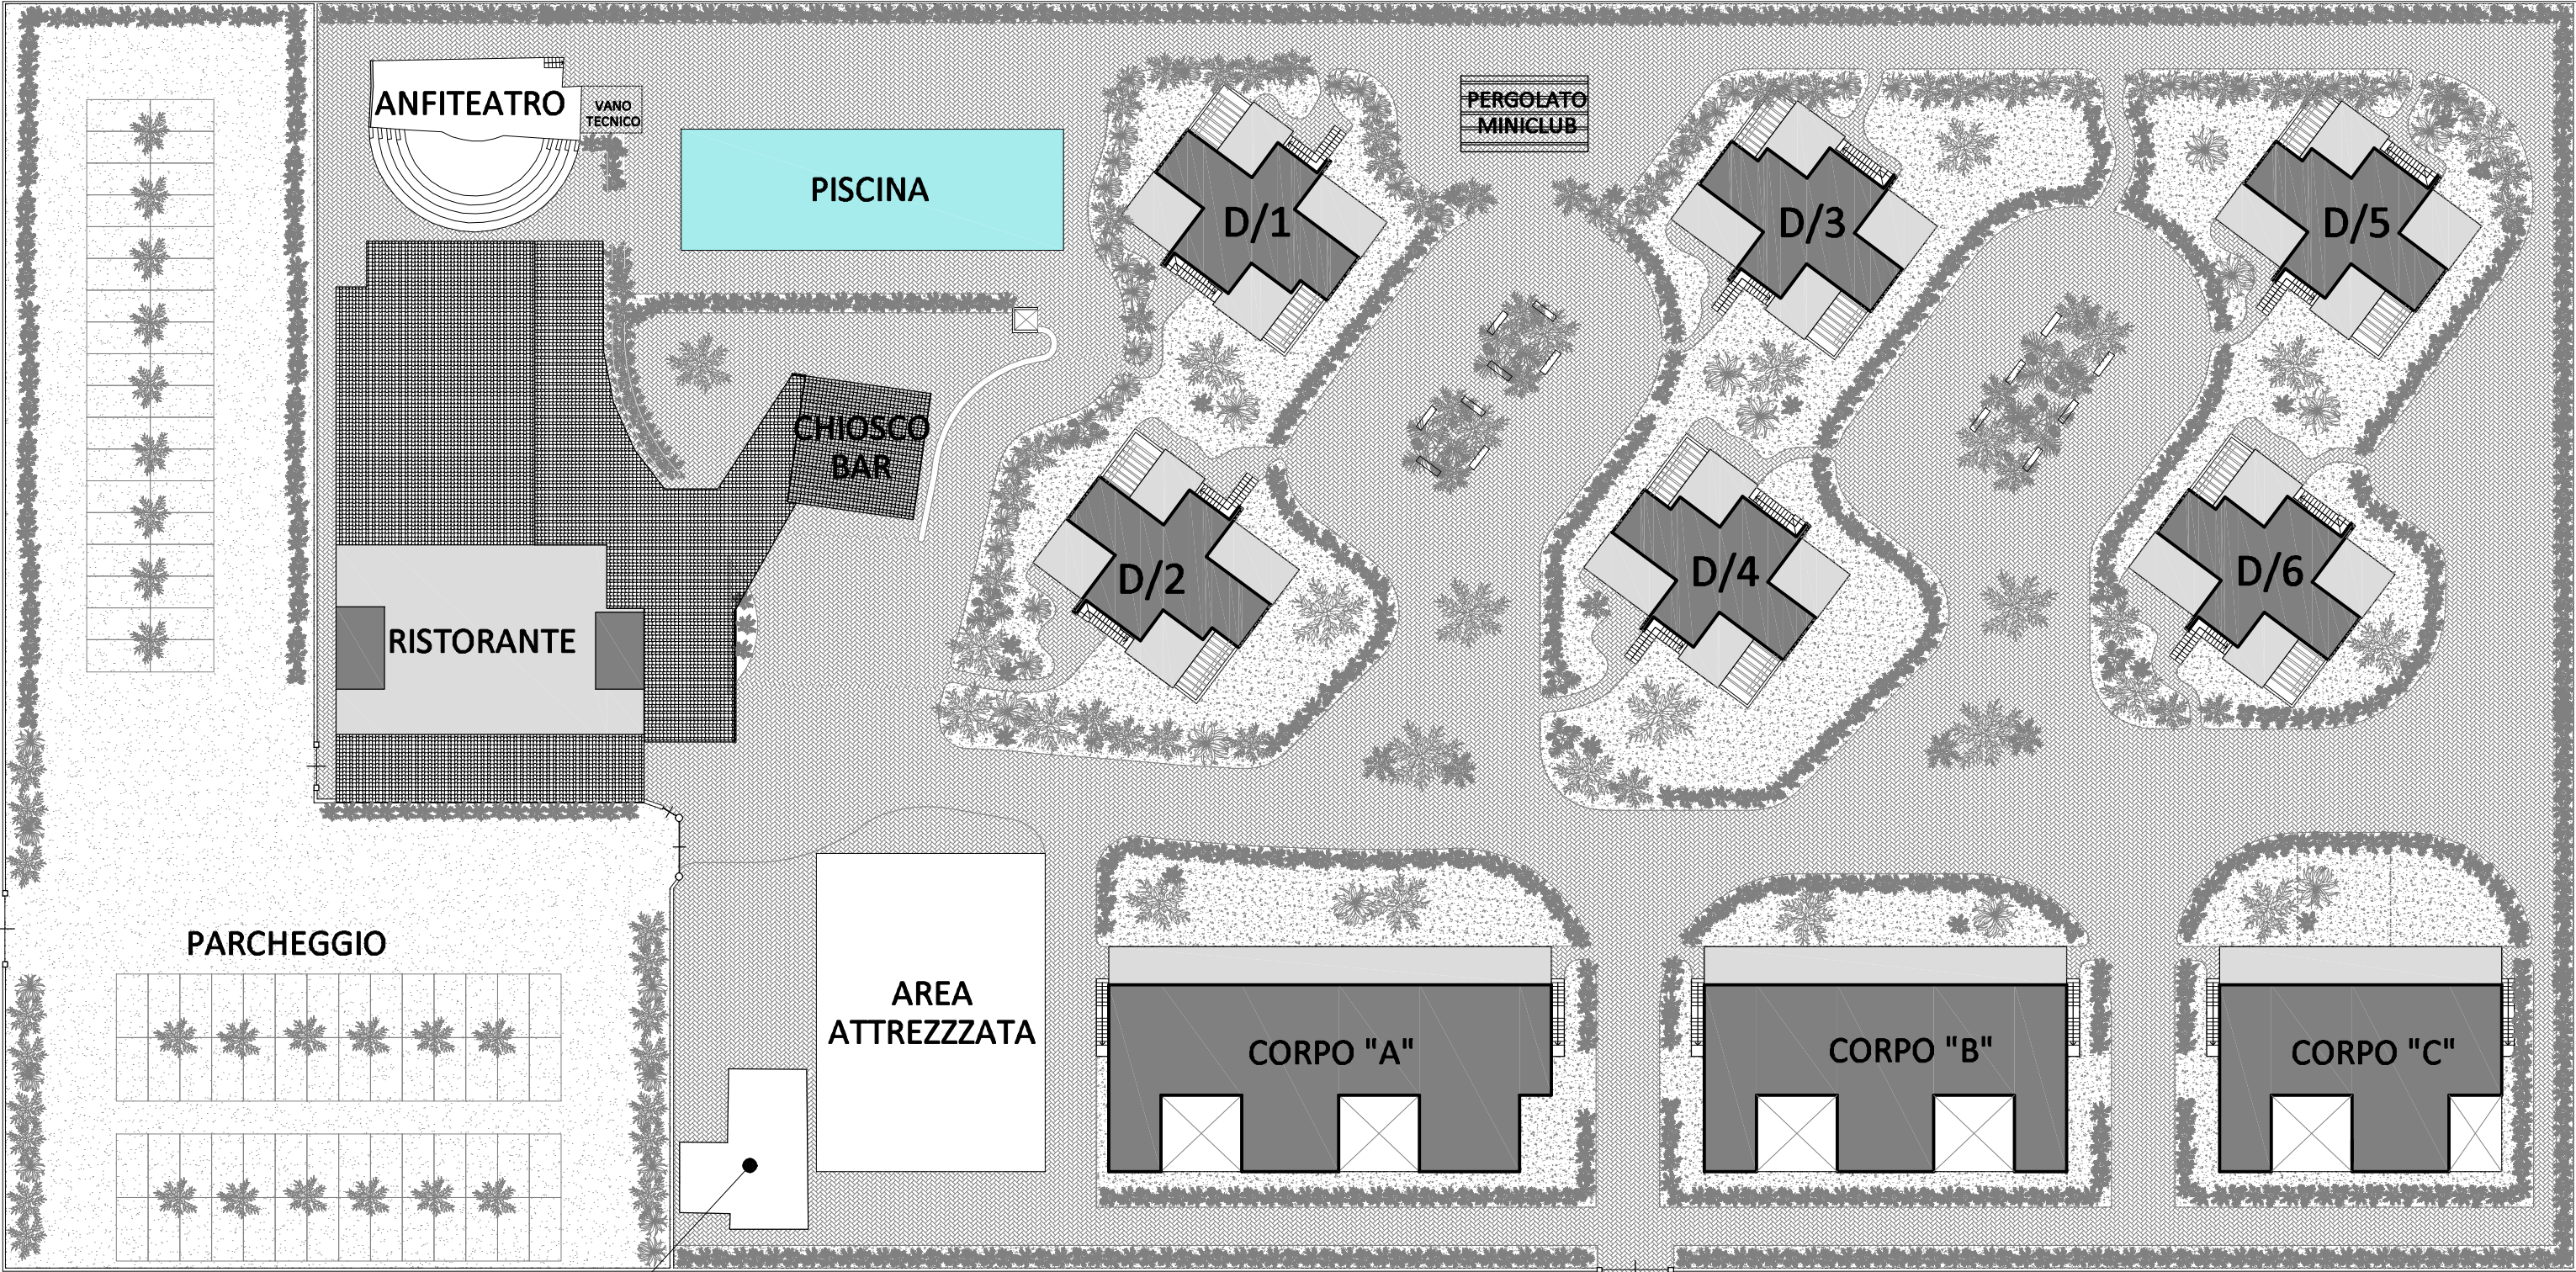 ANFITEATRO
VANO
TECNICO
PISCINA
PERGOLATO
MINICLUB
D/1
D/3
D/5
CHIOSCO
BAR
D/2
D/4
D/6
RISTORANTE
PARCHEGGIO
AREA
ATTREZZZATA
CORPO "A"
CORPO "B"
CORPO "C"